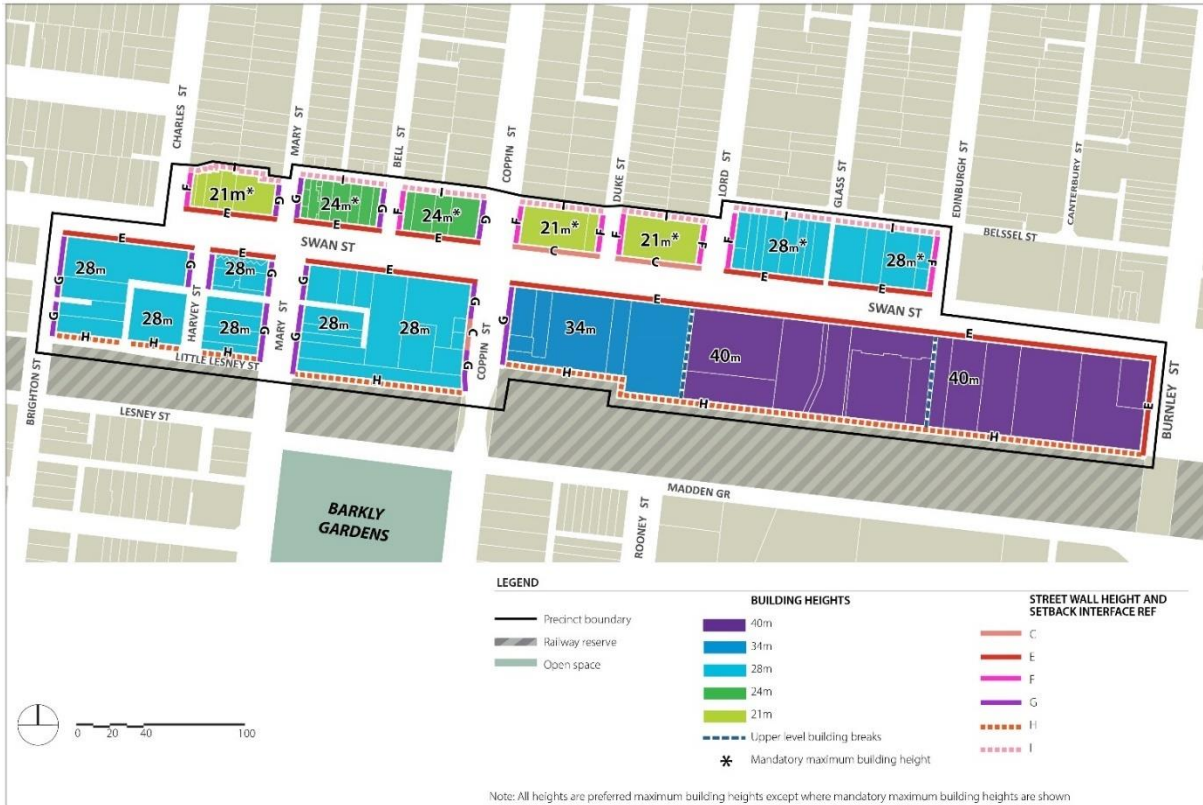 CHARLES ST
MARY ST
BELL ST
COPPIN ST
DUKE ST
LORD ST
GLASS ST
EDINBURGH ST
CANTERBURY ST
BELSSEL ST
I
I
I
I
I
I
I
F
21m*
G
G
24m*
G
F
24m*
G
F
21m*
F
F
21m*
F
F
28m*
28m*
F
E
E
E
C
C
E
E
SWAN ST
SWAN ST
E
E
E
E
E
G
28m
G
G
28m
G
28m
G
28m
G
28m
G
28m
28m
G
C
G
G
34m
40m
40m
E
H
H
H
H
H
H
H
HARVEY ST
MARY ST
COPPIN ST
LITTLE LESNEY ST
BRIGHTON ST
LESNEY ST
BURNLEY ST
MADDEN GR
ROONEY ST
BARKLY
GARDENS
LEGEND
Precinct boundary
Railway reserve
Open space
BUILDING HEIGHTS
40m
34m
28m
24m
21m
Upper level building breaks
* Mandatory maximum building height
STREET WALL HEIGHT AND
SETBACK INTERFACE REF
C
E
F
G
H
I
0 20 40 100
Note: All heights are preferred maximum building heights except where mandatory maximum building heights are shown